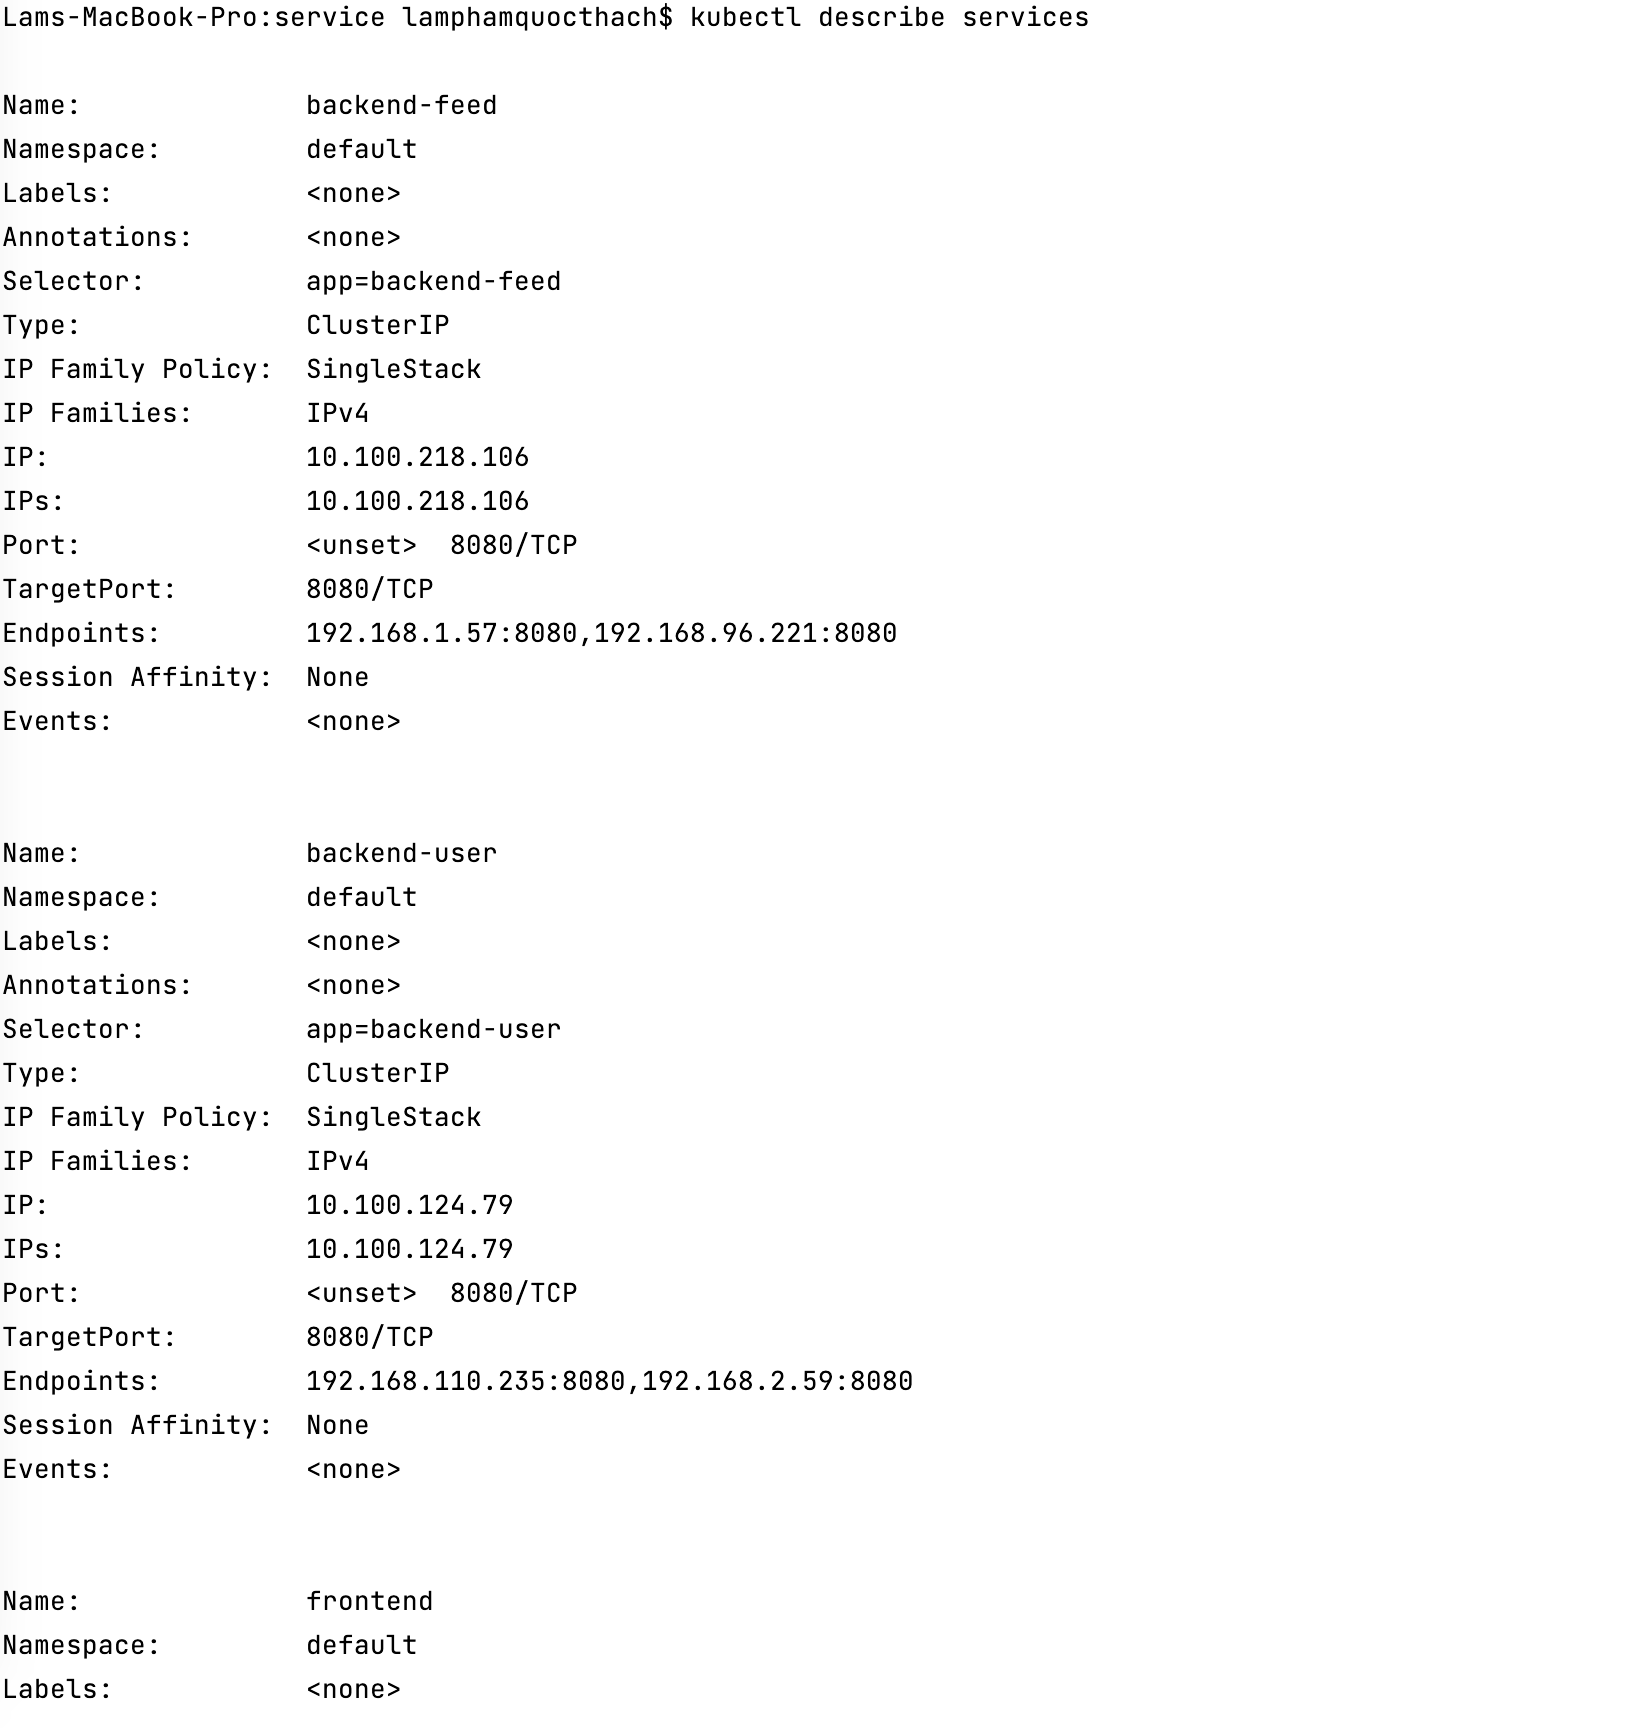 Lams-MacBook-Pro:service lamphamquocthach$ kubectl describe services
Name: backend-feed
Namespace: default
Labels: <none>
Annotations: <none>
Selector: app=backend-feed
Type: ClusterIP
IP Family Policy: SingleStack
IP Families: IPv4
IP: 10.100.218.106
IPs: 10.100.218.106
Port: <unset> 8080/TCP
TargetPort: 8080/TCP
Endpoints: 192.168.1.57:8080,192.168.96.221:8080
Session Affinity: None
Events: <none>
Name: backend-user
Namespace: default
Labels: <none>
Annotations: <none>
Selector: app=backend-user
Type: ClusterIP
IP Family Policy: SingleStack
IP Families: IPv4
IP: 10.100.124.79
IPs: 10.100.124.79
Port: <unset> 8080/TCP
TargetPort: 8080/TCP
Endpoints: 192.168.110.235:8080,192.168.2.59:8080
Session Affinity: None
Events: <none>
Name: frontend
Namespace: default
Labels: <none>